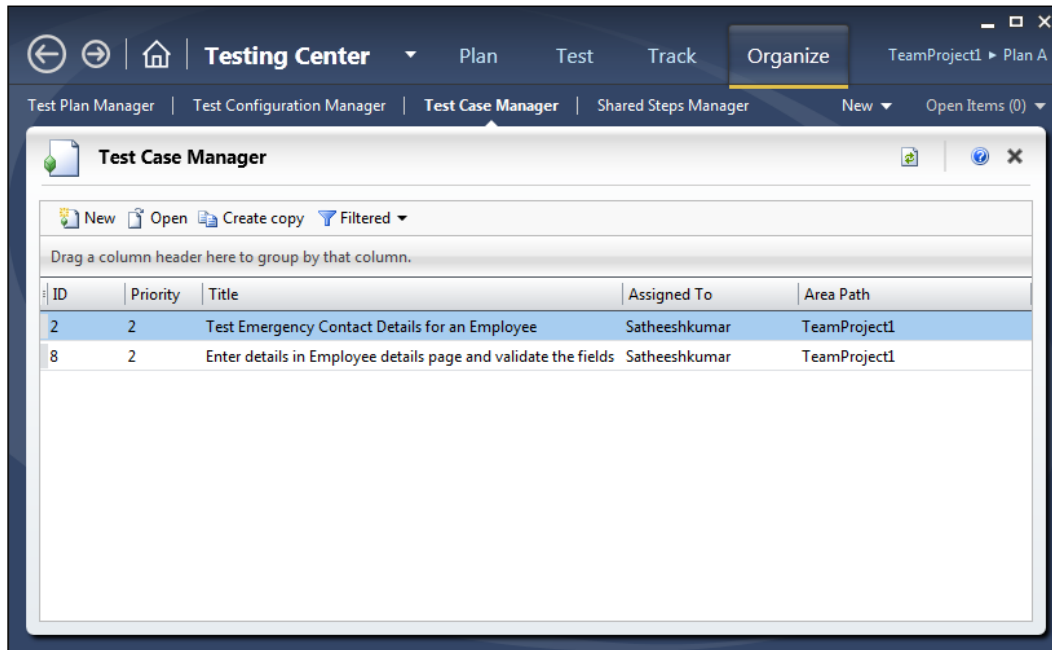 Testing Center Plan Test Track Organize TeamProject1 ▸ Plan A
Test Plan Manager | Test Configuration Manager | Test Case Manager | Shared Steps Manager New Open Items (0)
Test Case Manager
New Open Create copy Filtered
Drag a column header here to group by that column.
ID Priority Title Assigned To Area Path
2 2 Test Emergency Contact Details for an Employee Satheeshkumar TeamProject1
8 2 Enter details in Employee details page and validate the fields Satheeshkumar TeamProject1